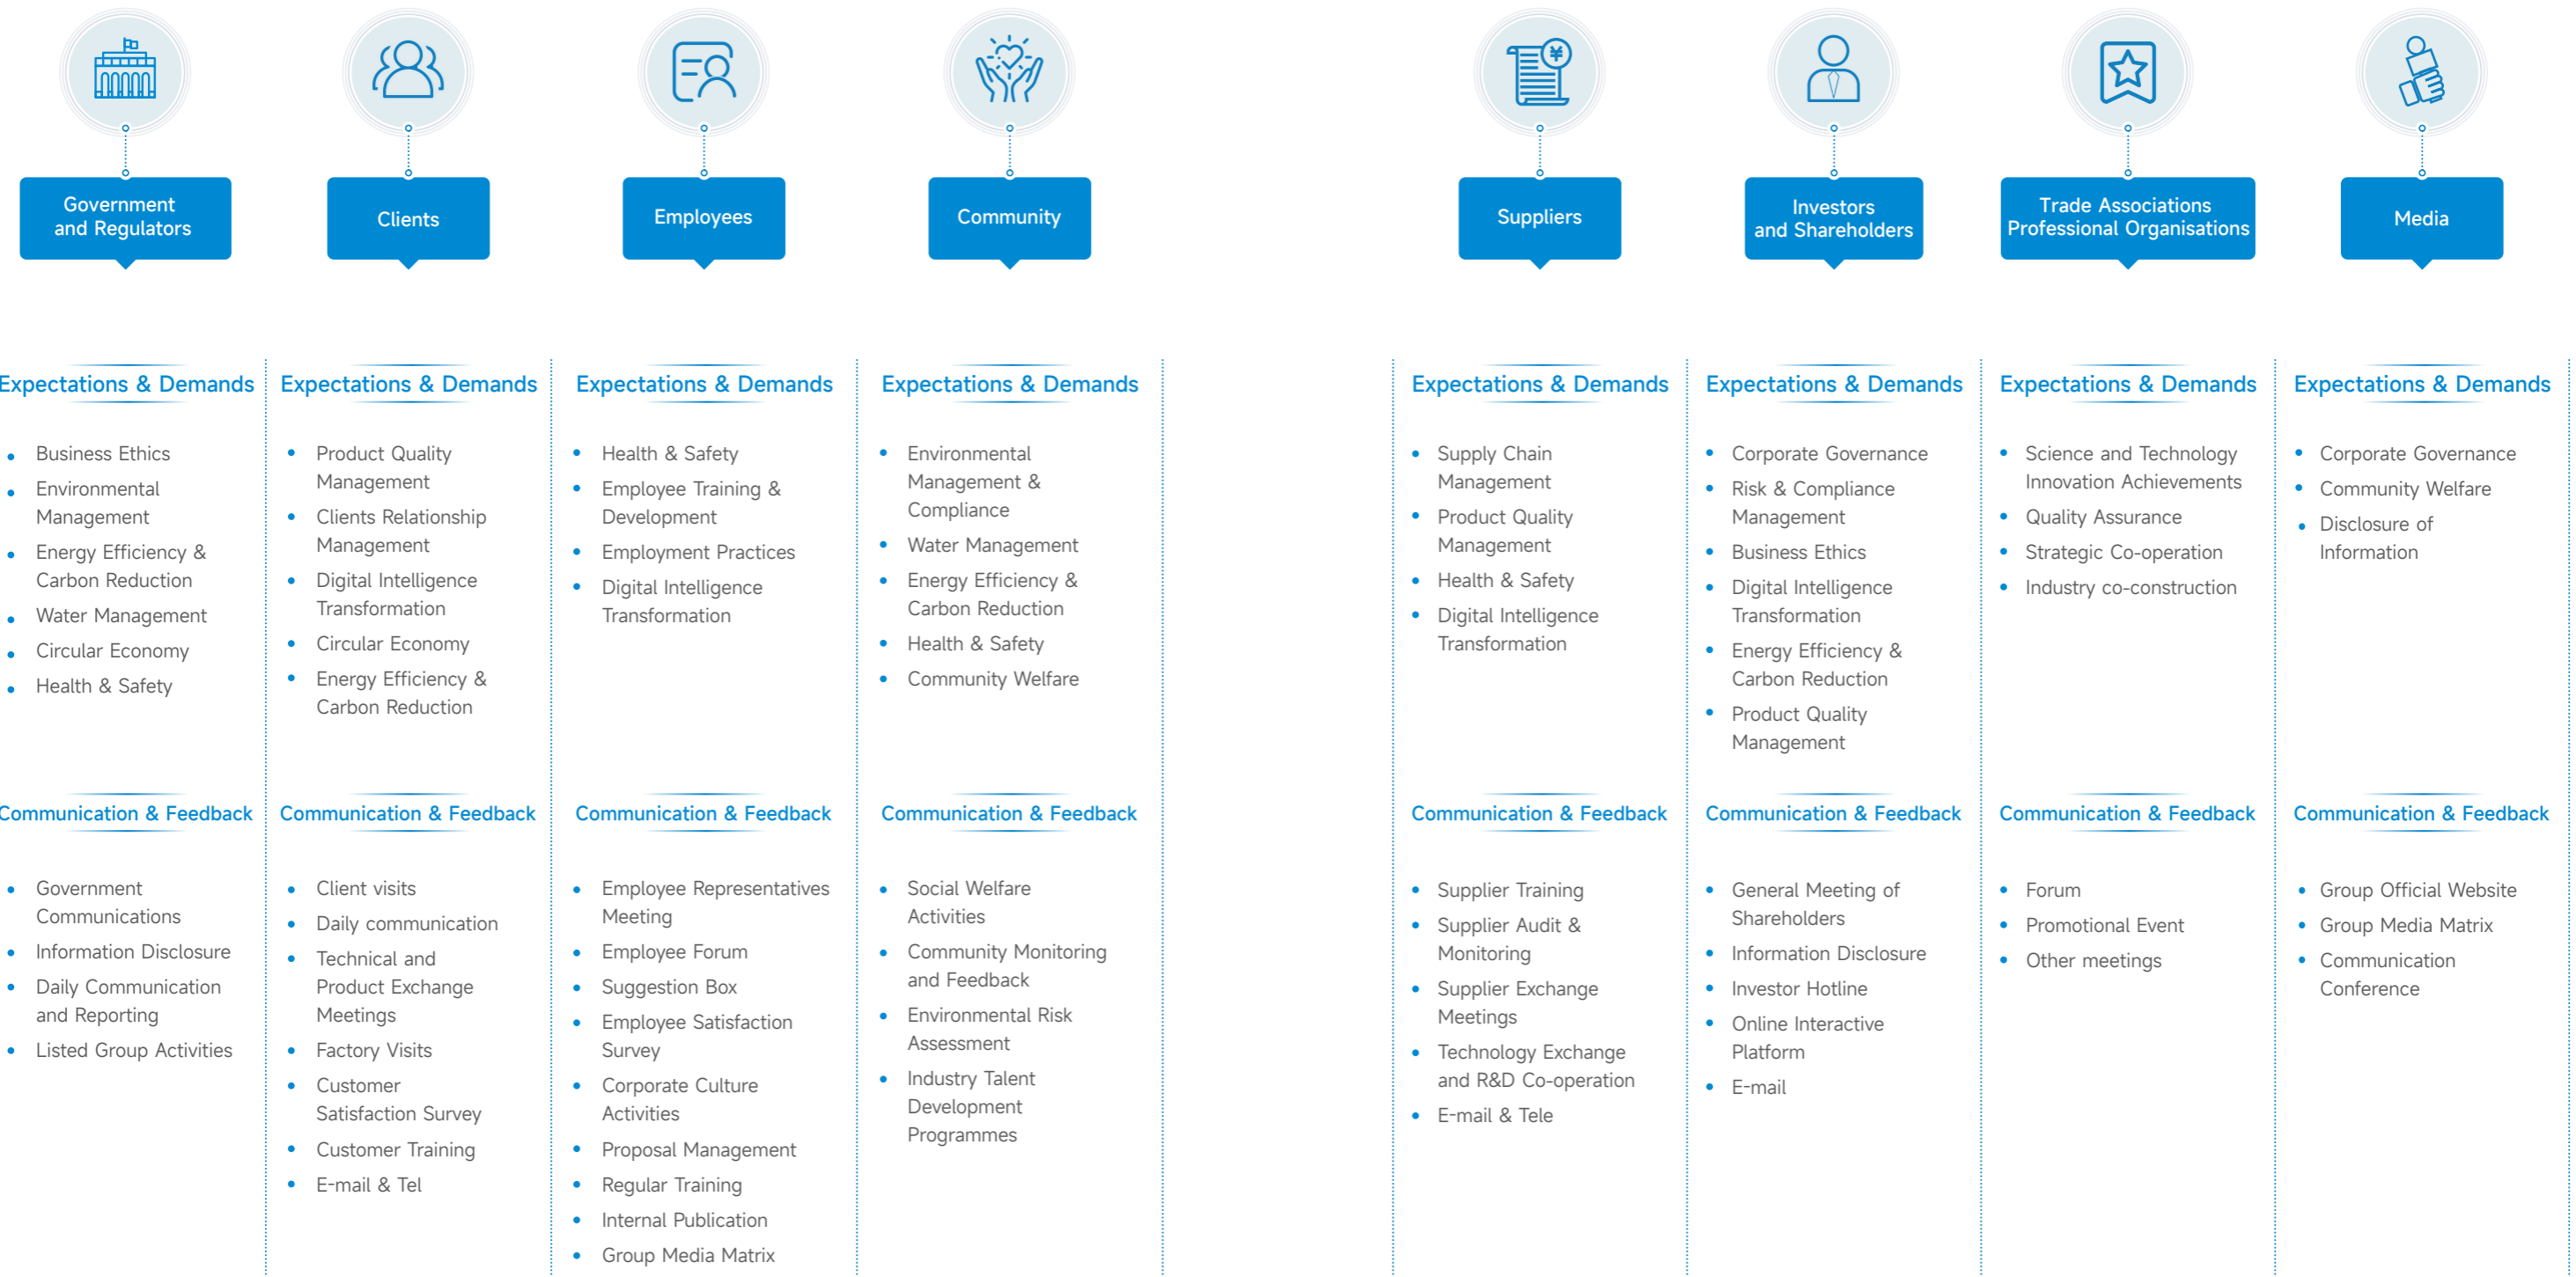 Government
and Regulators
Clients
Employees
Community
Suppliers
Investors
and Shareholders
Trade Associations
Professional Organisations
Media
Expectations & Demands
Business Ethics
Environmental
Management
Energy Efficiency &
Carbon Reduction
Water Management
Circular Economy
Health & Safety
Expectations & Demands
Product Quality
Management
Clients Relationship
Management
Digital Intelligence
Transformation
Circular Economy
Energy Efficiency &
Carbon Reduction
Expectations & Demands
Health & Safety
Employee Training &
Development
Employment Practices
Digital Intelligence
Transformation
Expectations & Demands
Environmental
Management &
Compliance
Water Management
Energy Efficiency &
Carbon Reduction
Health & Safety
Community Welfare
Expectations & Demands
Supply Chain
Management
Product Quality
Management
Health & Safety
Digital Intelligence
Transformation
Expectations & Demands
Corporate Governance
Risk & Compliance
Management
Business Ethics
Digital Intelligence
Transformation
Energy Efficiency &
Carbon Reduction
Product Quality
Management
Expectations & Demands
Science and Technology
Innovation Achievements
Quality Assurance
Strategic Co-operation
Industry co-construction
Expectations & Demands
Corporate Governance
Community Welfare
Disclosure of
Information
Communication & Feedback
Government
Communications
Information Disclosure
Daily Communication
and Reporting
Listed Group Activities
Communication & Feedback
Client visits
Daily communication
Technical and
Product Exchange
Meetings
Factory Visits
Customer
Satisfaction Survey
Customer Training
E-mail & Tel
Communication & Feedback
Employee Representatives
Meeting
Employee Forum
Suggestion Box
Employee Satisfaction
Survey
Corporate Culture
Activities
Proposal Management
Regular Training
Internal Publication
Group Media Matrix
Communication & Feedback
Social Welfare
Activities
Community Monitoring
and Feedback
Environmental Risk
Assessment
Industry Talent
Development
Programmes
Communication & Feedback
Supplier Training
Supplier Audit &
Monitoring
Supplier Exchange
Meetings
Technology Exchange
and R&D Co-operation
E-mail & Tele
Communication & Feedback
General Meeting of
Shareholders
Information Disclosure
Investor Hotline
Online Interactive
Platform
E-mail
Communication & Feedback
Forum
Promotional Event
Other meetings
Communication & Feedback
Group Official Website
Group Media Matrix
Communication
Conference